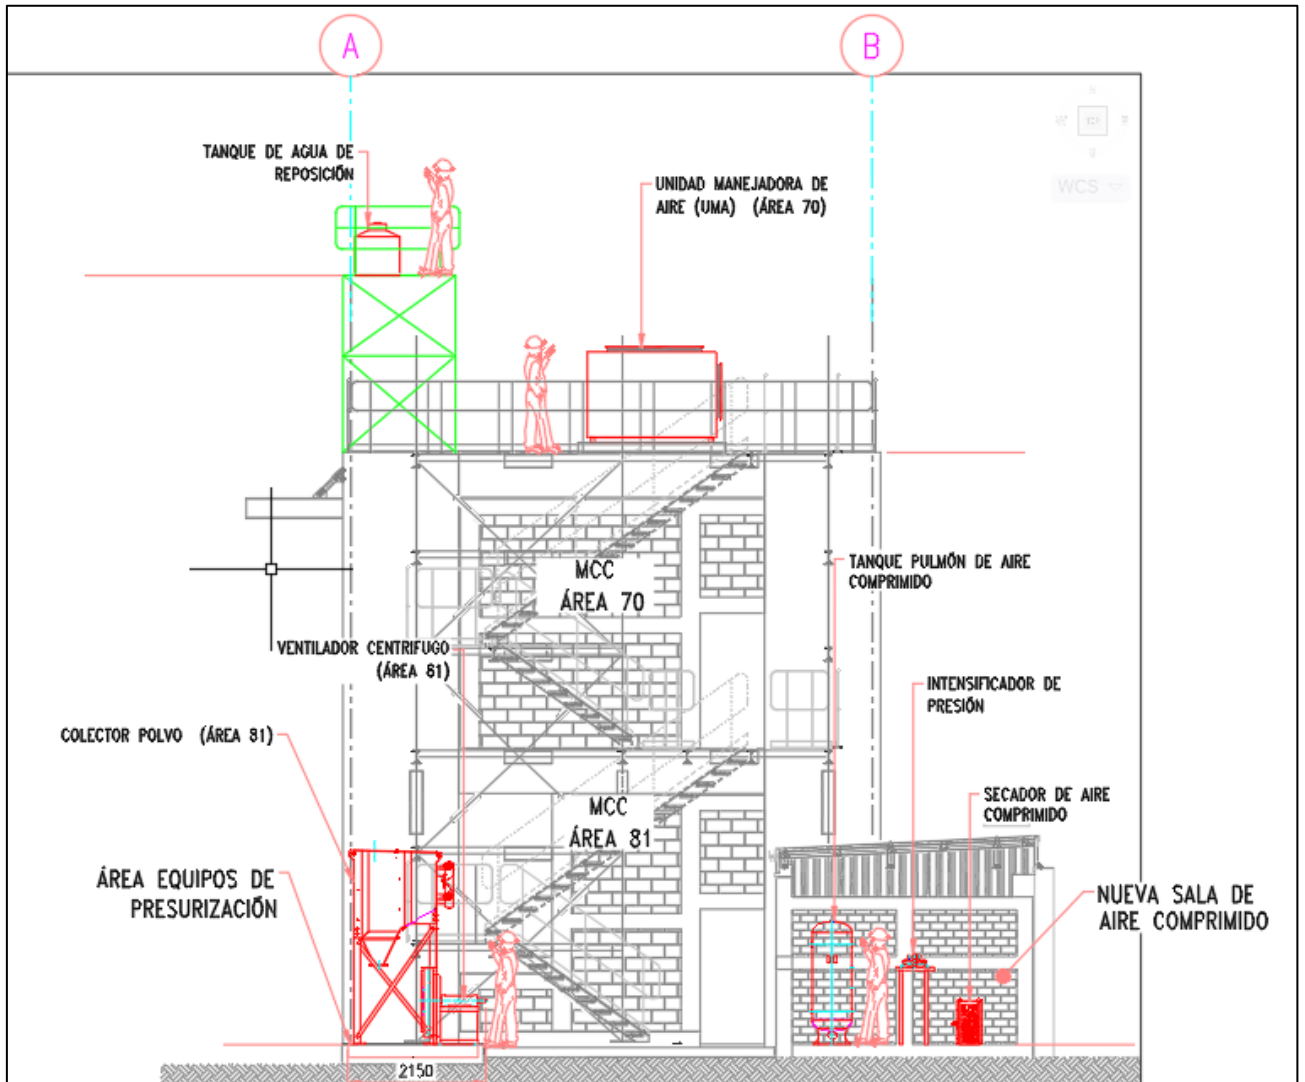 A
B
TANQUE DE AGUA DE
REPOSICIÓN
UNIDAD MANEJADORA DE
AIRE (UMA) (ÁREA 70)
WCS
MCC
ÁREA 70
TANQUE PULMÓN DE AIRE
COMPRIMIDO
VENTILADOR CENTRIFUGO
(ÁREA 81)
INTENSIFICADOR DE
PRESIÓN
COLECTOR POLVO (ÁREA 81)
SECADOR DE AIRE
COMPRIMIDO
MCC
ÁREA 81
ÁREA EQUIPOS DE
PRESURIZACIÓN
NUEVA SALA DE
AIRE COMPRIMIDO
2150